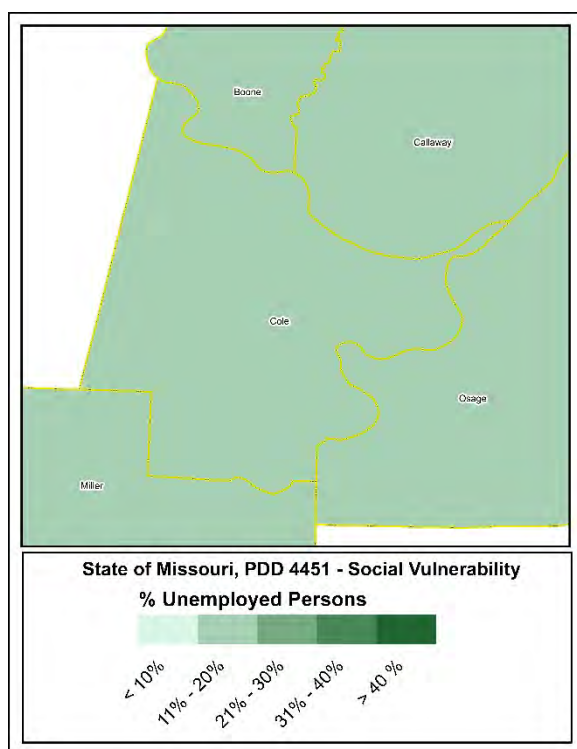 Boone
Callaway
Cole
Osage
Miller
State of Missouri, PDD 4451 - Social Vulnerability
% Unemployed Persons
< 10%
11% - 20%
21% - 30%
31% - 40%
> 40 %